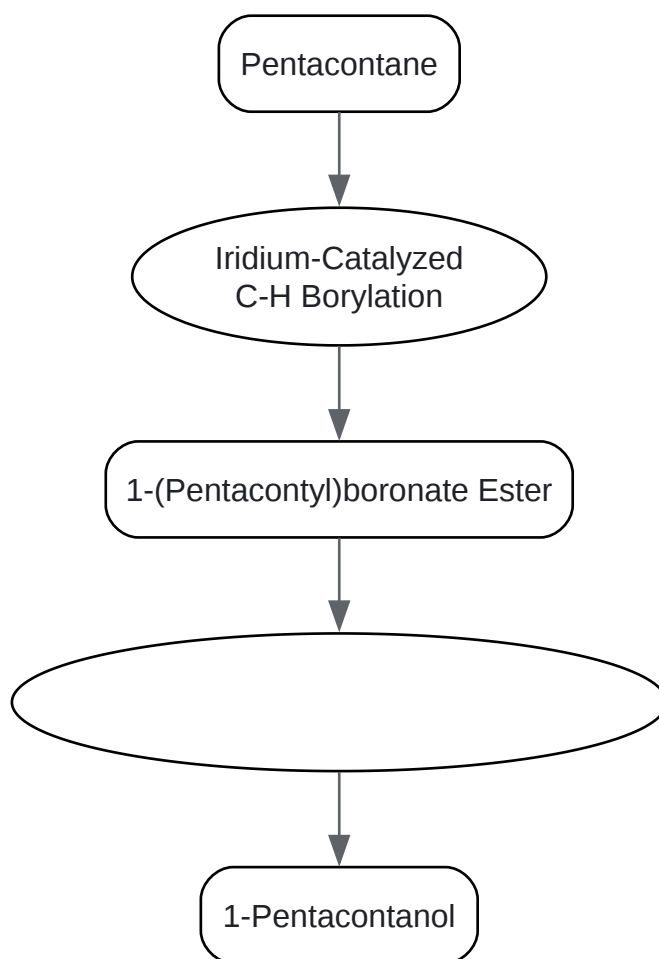 Pentacontane
Iridium-Catalyzed
C-H Borylation
1-(Pentacontyl)boronate Ester
1-Pentacontanol